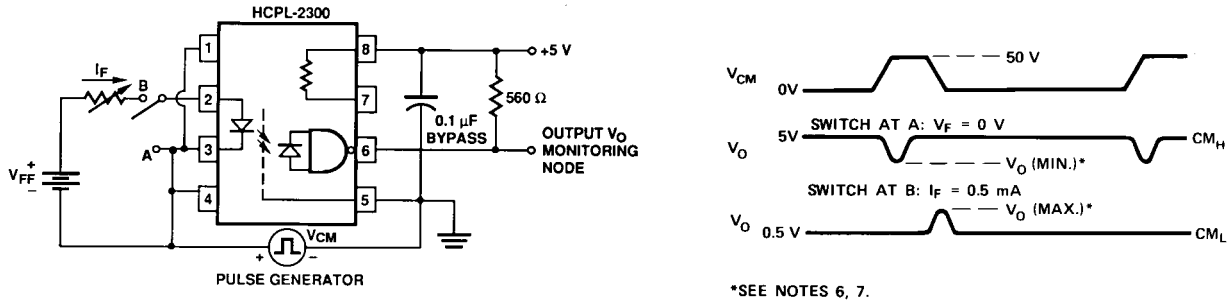 HCPL-2300
1
8
+5 V
I_F
B
2
7
560 Ω
0.1 µF
BYPASS
A
3
6
OUTPUT V_O
MONITORING
NODE
V_FF
+
–
4
5
V_CM
+
–
PULSE GENERATOR
V_CM
50 V
0V
SWITCH AT A: V_F = 0 V
5V
V_O
CM_H
V_O (MIN.)*
SWITCH AT B: I_F = 0.5 mA
V_O (MAX.)*
V_O
0.5 V
CM_L
*SEE NOTES 6, 7.